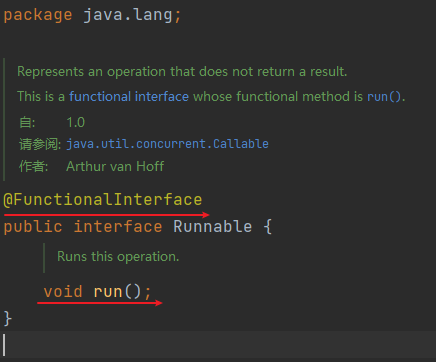 package java.lang;
Represents an operation that does not return a result.
This is a functional interface whose functional method is run().
自: 1.0
请参阅: java.util.concurrent.Callable
作者: Arthur van Hoff
@FunctionalInterface
public interface Runnable {
Runs this operation.
void run();
}